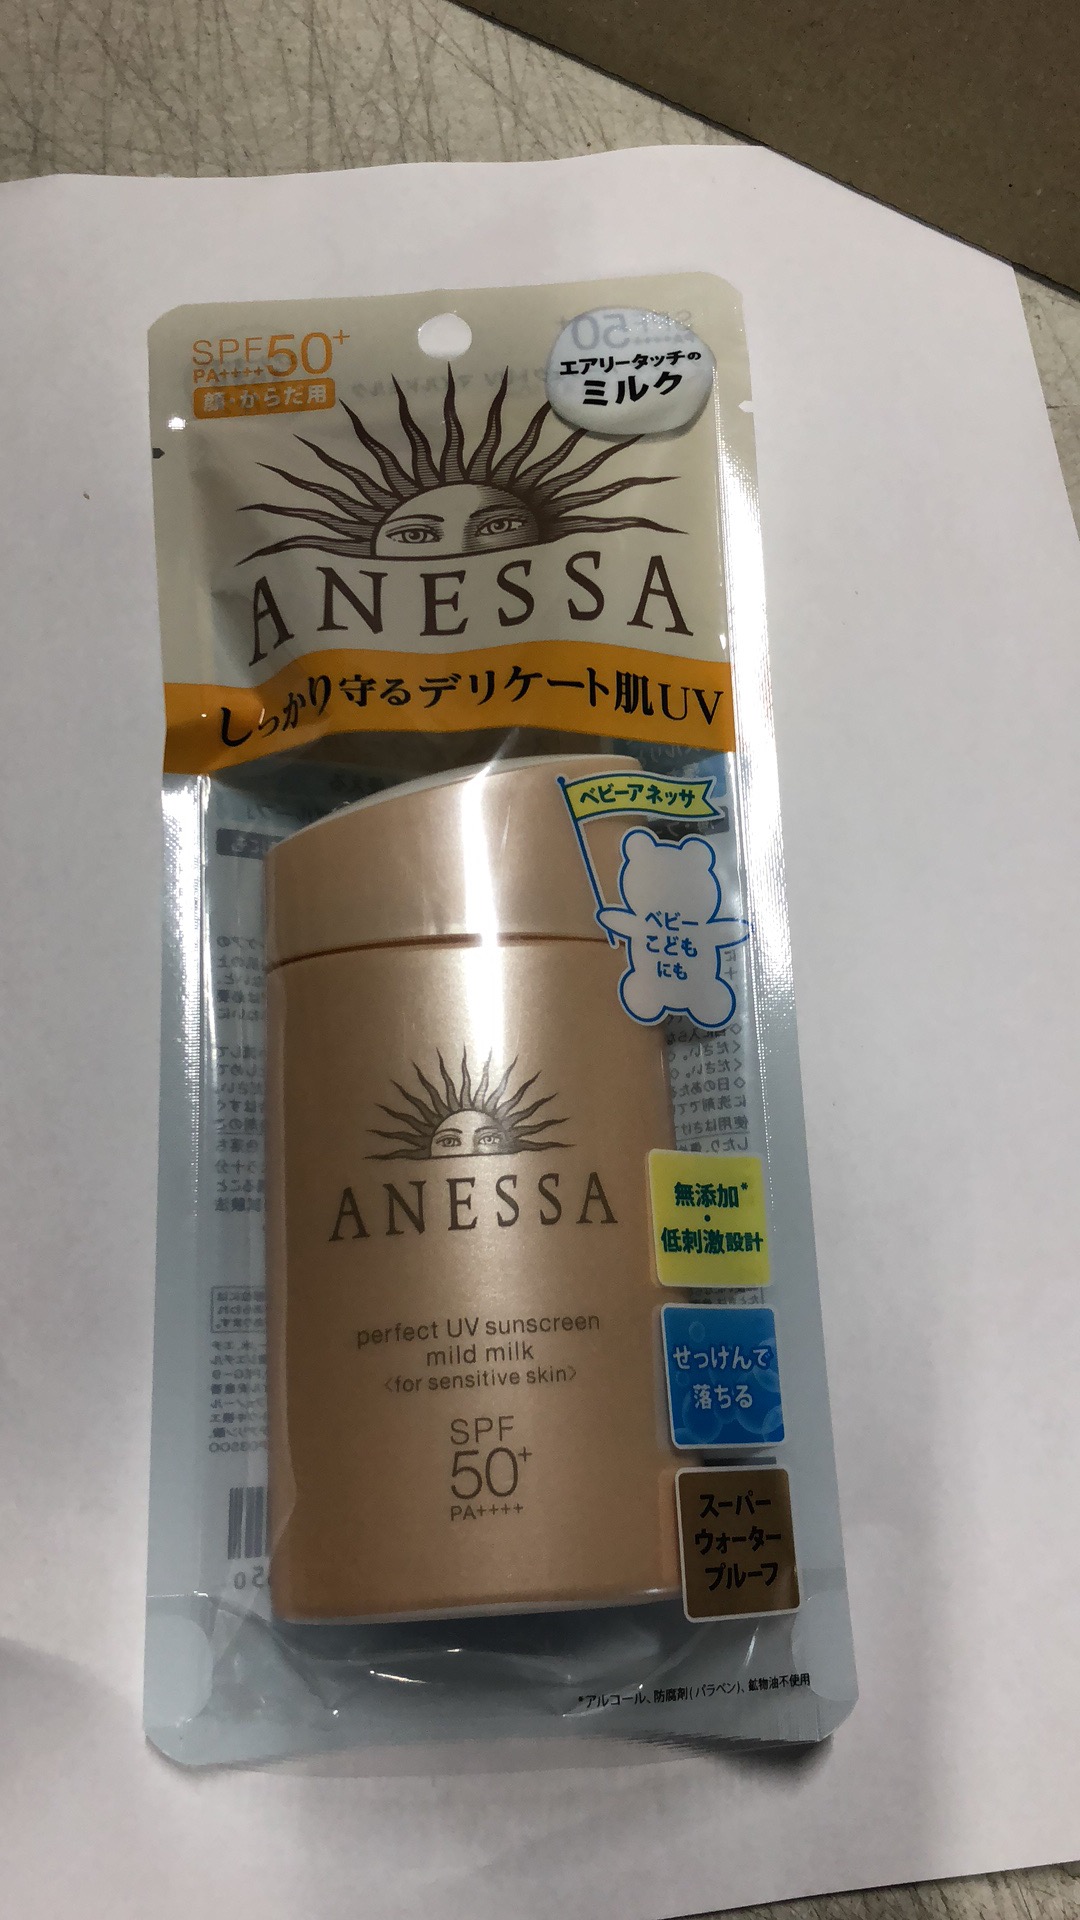 SPF50+
PA++++
顔・からだ用
エアリータッチの
ミルク
ANESSA
しっかり守るデリケート肌UV
ベビーアネッサ
ベビー
こども
にも
ANESSA
perfect UV sunscreen
mild milk
<for sensitive skin>
SPF
50+
PA++++
無添加*
・
低刺激設計
せっけんで
落ちる
スーパー
ウォーター
プルーフ
*アルコール、防腐剤(パラベン)、鉱物油不使用